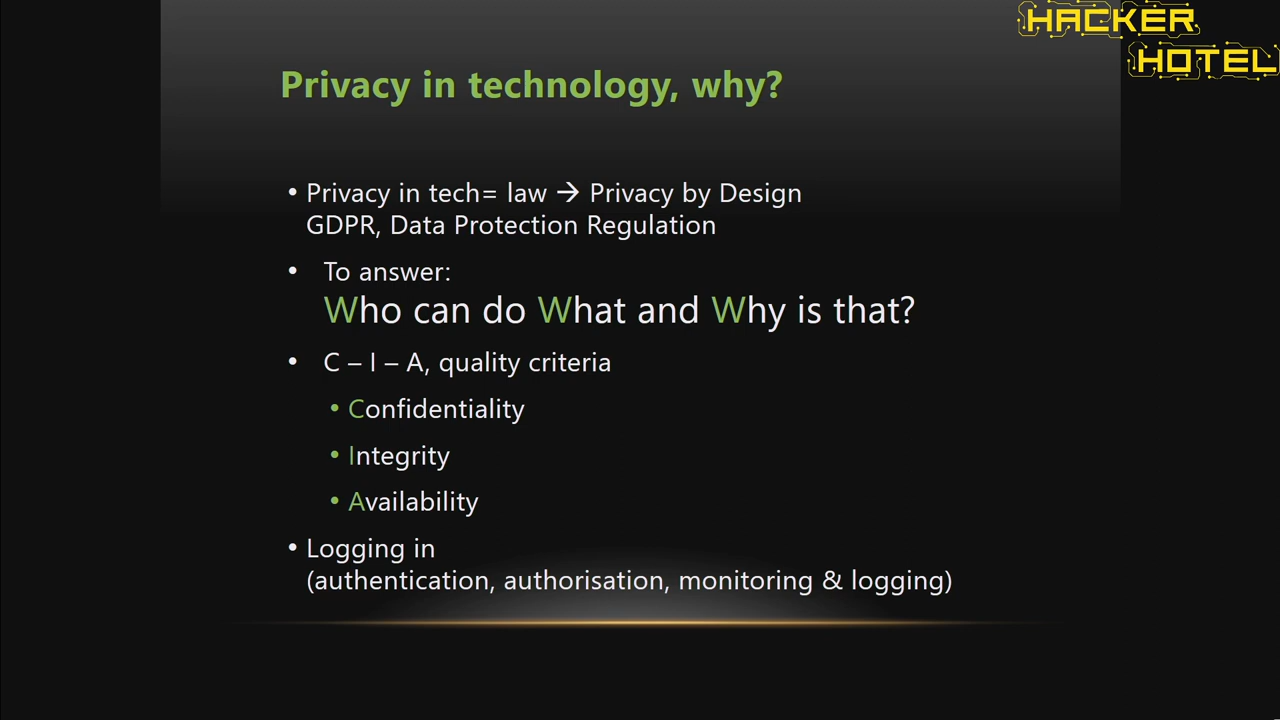 HACKER
HOTEL
Privacy in technology, why?
• Privacy in tech= law → Privacy by Design
GDPR, Data Protection Regulation
• To answer:
Who can do What and Why is that?
• C – I – A, quality criteria
• Confidentiality
• Integrity
• Availability
• Logging in
(authentication, authorisation, monitoring & logging)